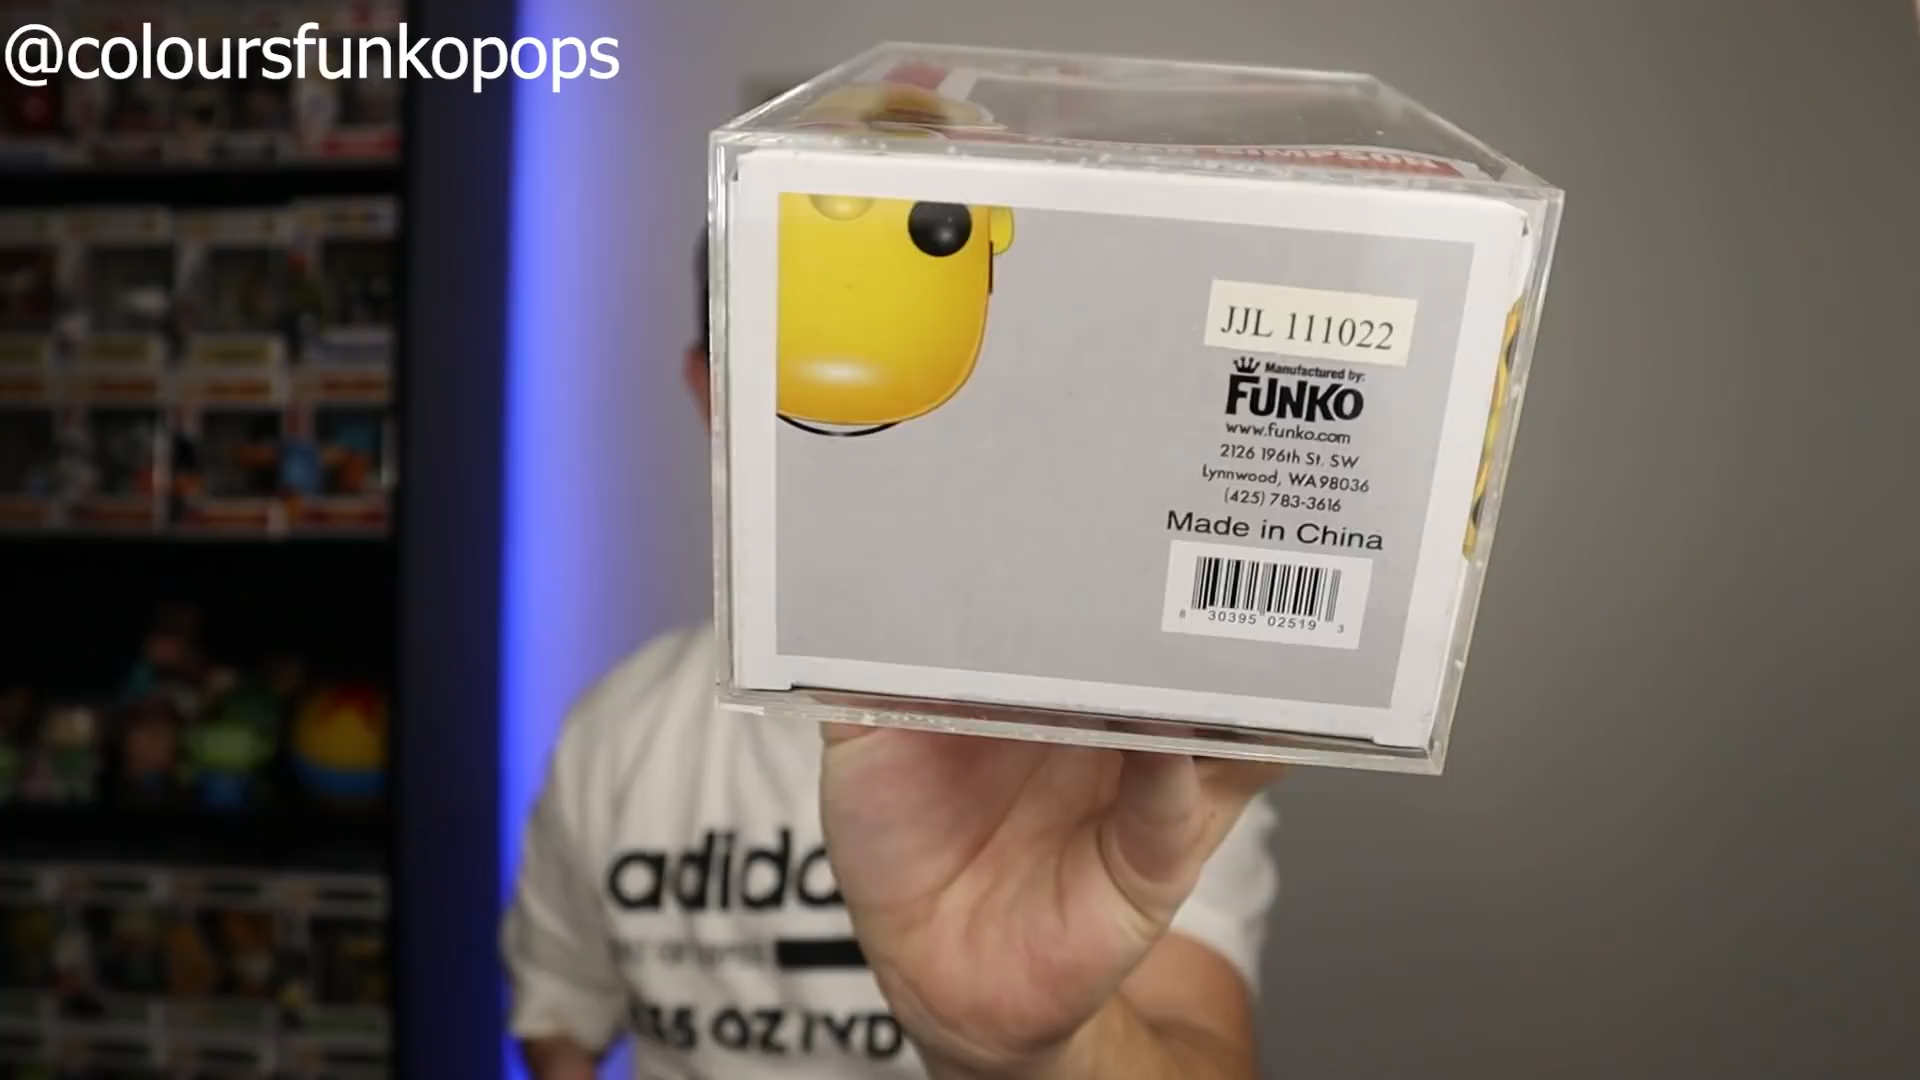 @coloursfunkopops
JJL 111022
Manufactured by:
FUNKO
www.funko.com
2126 196th St. SW
Lynnwood, WA98036
(425) 783-3616
Made in China
8 30395 02519 3
adida